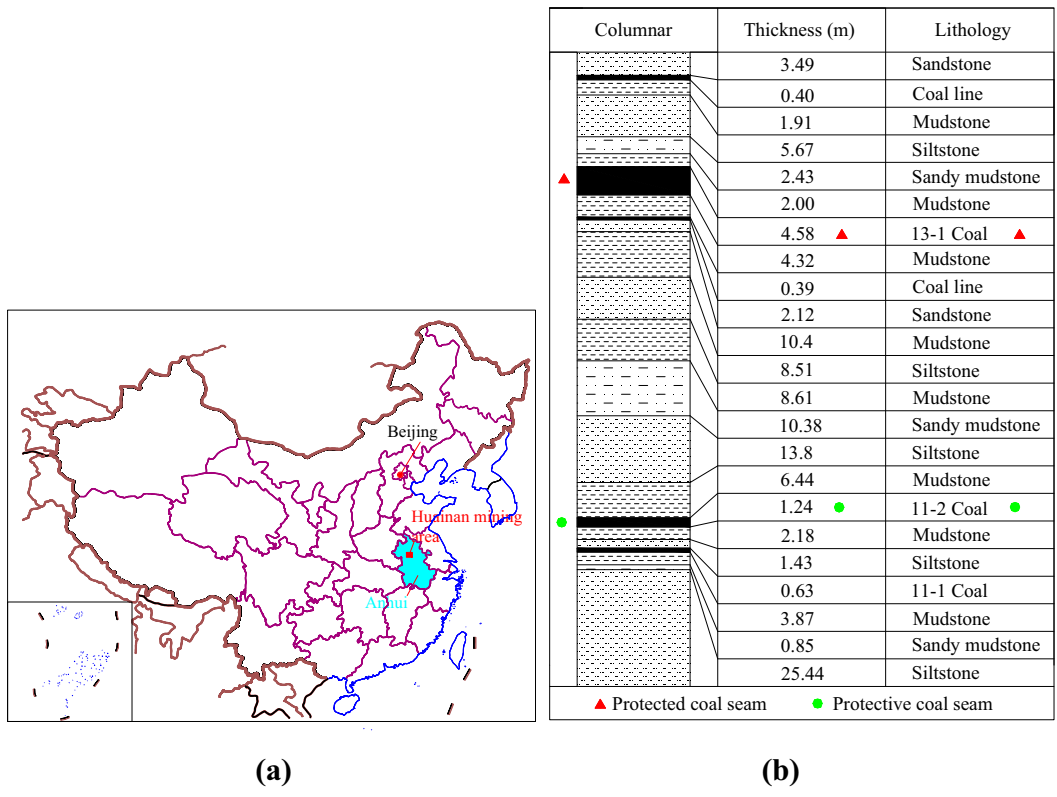 Beijing
Huainan mining
area
Anhui
(a)
Columnar Thickness (m) Lithology
3.49 Sandstone
0.40 Coal line
1.91 Mudstone
5.67 Siltstone
2.43 Sandy mudstone
2.00 Mudstone
4.58 13-1 Coal
4.32 Mudstone
0.39 Coal line
2.12 Sandstone
10.4 Mudstone
8.51 Siltstone
8.61 Mudstone
10.38 Sandy mudstone
13.8 Siltstone
6.44 Mudstone
1.24 11-2 Coal
2.18 Mudstone
1.43 Siltstone
0.63 11-1 Coal
3.87 Mudstone
0.85 Sandy mudstone
25.44 Siltstone
Protected coal seam Protective coal seam
(b)